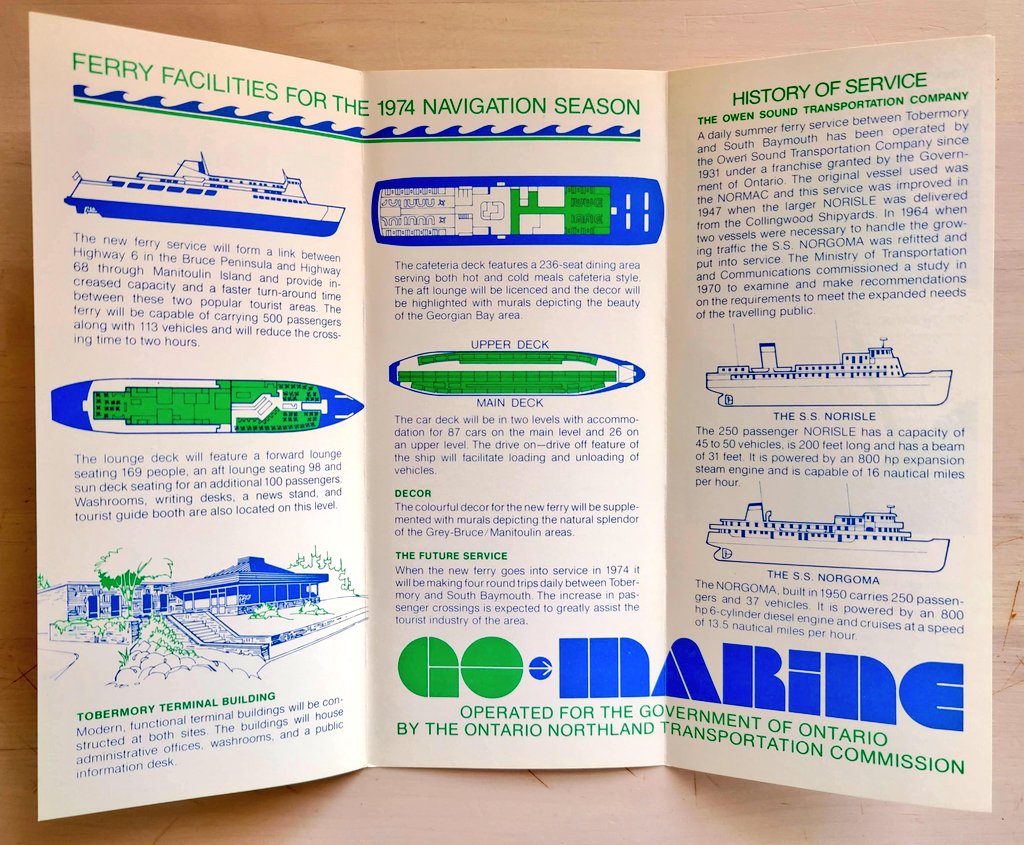 FERRY FACILITIES FOR THE 1974 NAVIGATION SEASON
The new ferry service will form a link between
Highway 6 in the Bruce Peninsula and Highway
68 through Manitoulin Island and provide in-
creased capacity and a faster turn-around time
between these two popular tourist areas. The
ferry will be capable of carrying 500 passengers
along with 113 vehicles and will reduce the cross-
ing time to two hours.
The lounge deck will feature a forward lounge
seating 169 people, an aft lounge seating 98 and
sun deck seating for an additional 100 passengers.
Washrooms, writing desks, a news stand, and
tourist guide booth are also located on this level.
TOBERMORY TERMINAL BUILDING
Modern, functional terminal buildings will be con-
structed at both sites. The buildings will house
administrative offices, washrooms, and a public
information desk.
The cafeteria deck features a 236-seat dining area
serving both hot and cold meals cafeteria style.
The aft lounge will be licenced and the decor will
be highlighted with murals depicting the beauty
of the Georgian Bay area.
UPPER DECK
MAIN DECK
The car deck will be in two levels with accommo-
dation for 87 cars on the main level and 26 on
an upper level. The drive on—drive off feature of
the ship will facilitate loading and unloading of
vehicles.
DECOR
The colourful decor for the new ferry will be supple-
mented with murals depicting the natural splendor
of the Grey-Bruce/Manitoulin areas.
THE FUTURE SERVICE
When the new ferry goes into service in 1974 it
will be making four round trips daily between Tober-
mory and South Baymouth. The increase in pas-
senger crossings is expected to greatly assist the
tourist industry of the area.
HISTORY OF SERVICE
THE OWEN SOUND TRANSPORTATION COMPANY
A daily summer ferry service between Tobermory
and South Baymouth has been operated by
the Owen Sound Transportation Company since
1931 under a franchise granted by the Govern-
ment of Ontario. The original vessel used was
the NORMAC and this service was improved in
1947 when the larger NORISLE was delivered
from the Collingwood Shipyards. In 1964 when
two vessels were necessary to handle the grow-
ing traffic the S.S. NORGOMA was refitted and
put into service. The Ministry of Transportation
and Communications commissioned a study in
1970 to examine and make recommendations
on the requirements to meet the expanded needs
of the travelling public.
THE S.S. NORISLE
The 250 passenger NORISLE has a capacity of
45 to 50 vehicles, is 200 feet long and has a beam
of 31 feet. It is powered by an 800 hp expansion
steam engine and is capable of 16 nautical miles
per hour.
THE S.S. NORGOMA
The NORGOMA, built in 1950 carries 250 passen-
gers and 37 vehicles. It is powered by an 800
hp 6-cylinder diesel engine and cruises at a speed
of 13.5 nautical miles per hour.
GO MARINE
OPERATED FOR THE GOVERNMENT OF ONTARIO
BY THE ONTARIO NORTHLAND TRANSPORTATION COMMISSION